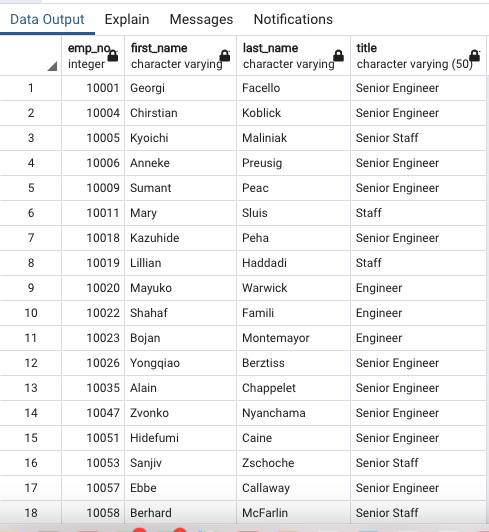 Data Output Explain Messages Notifications
emp_no first_name last_name title
integer character varying character varying character varying (50)
1 10001 Georgi Facello Senior Engineer
2 10004 Chirstian Koblick Senior Engineer
3 10005 Kyoichi Maliniak Senior Staff
4 10006 Anneke Preusig Senior Engineer
5 10009 Sumant Peac Senior Engineer
6 10011 Mary Sluis Staff
7 10018 Kazuhide Peha Senior Engineer
8 10019 Lillian Haddadi Staff
9 10020 Mayuko Warwick Engineer
10 10022 Shahaf Famili Engineer
11 10023 Bojan Montemayor Engineer
12 10026 Yongqiao Berztiss Senior Engineer
13 10035 Alain Chappelet Senior Engineer
14 10047 Zvonko Nyanchama Senior Engineer
15 10051 Hidefumi Caine Senior Engineer
16 10053 Sanjiv Zschoche Senior Staff
17 10057 Ebbe Callaway Senior Engineer
18 10058 Berhard McFarlin Senior Staff